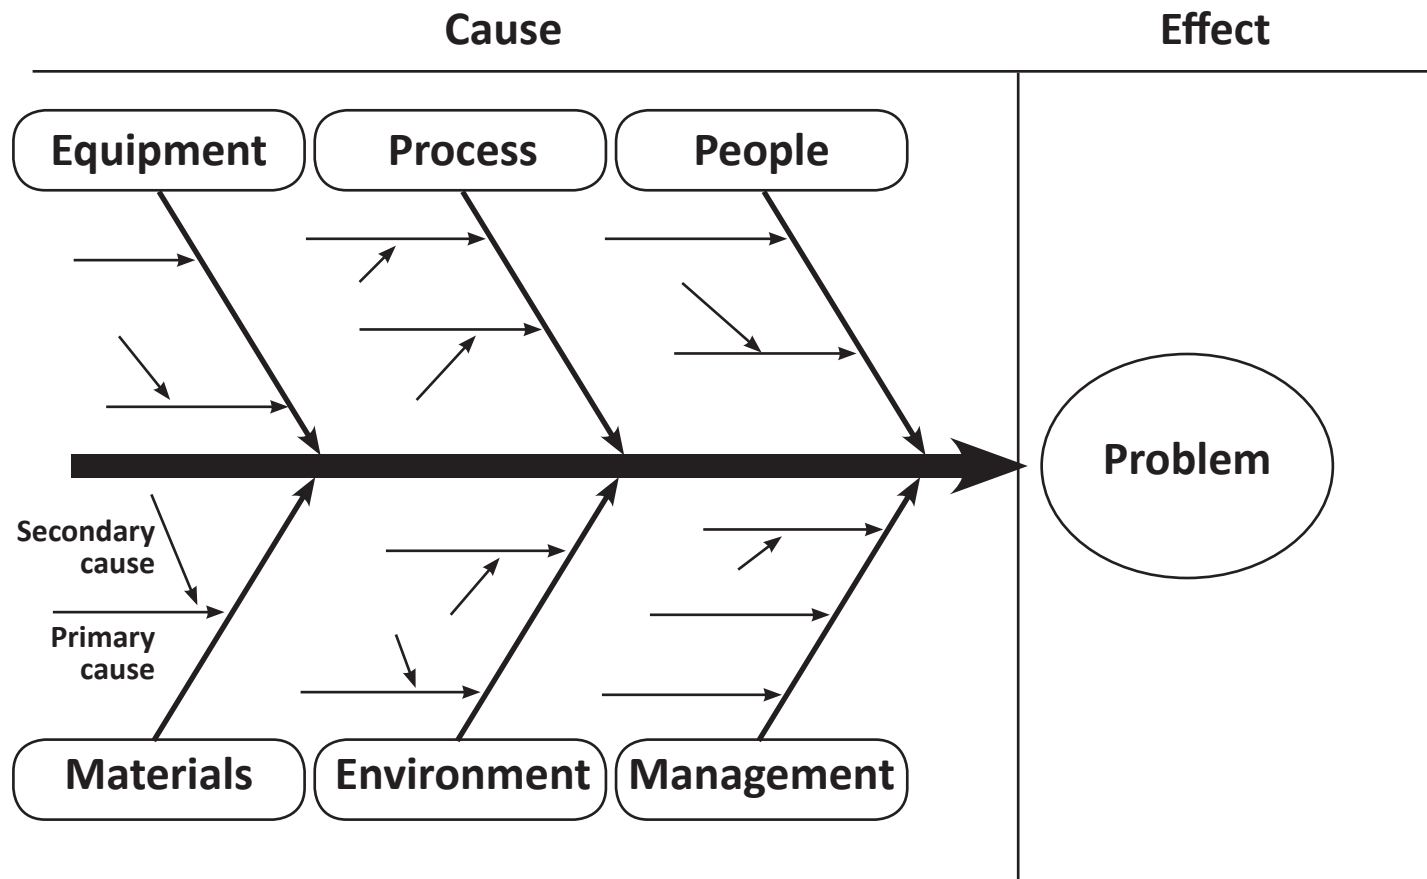 Cause
Effect
Equipment
Process
People
Problem
Secondary
cause
Primary
cause
Materials
Environment
Management